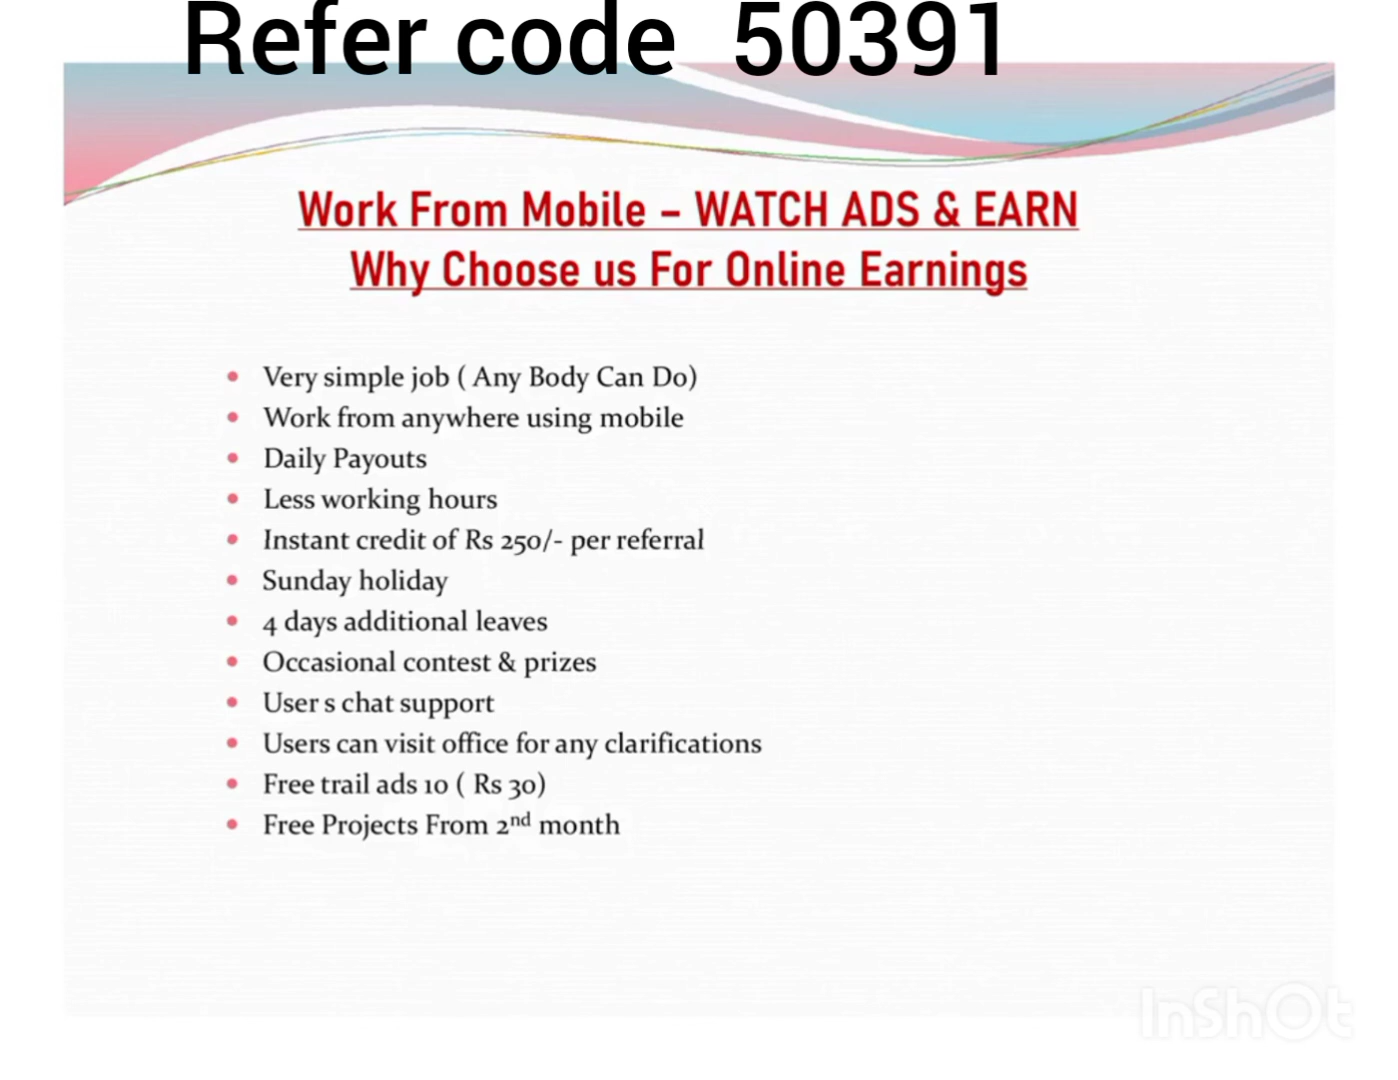 Refer code 50391
Work From Mobile – WATCH ADS & EARN
Why Choose us For Online Earnings
• Very simple job ( Any Body Can Do)
• Work from anywhere using mobile
• Daily Payouts
• Less working hours
• Instant credit of Rs 250/- per referral
• Sunday holiday
• 4 days additional leaves
• Occasional contest & prizes
• User s chat support
• Users can visit office for any clarifications
• Free trail ads 10 ( Rs 30)
• Free Projects From 2nd month
InShOt